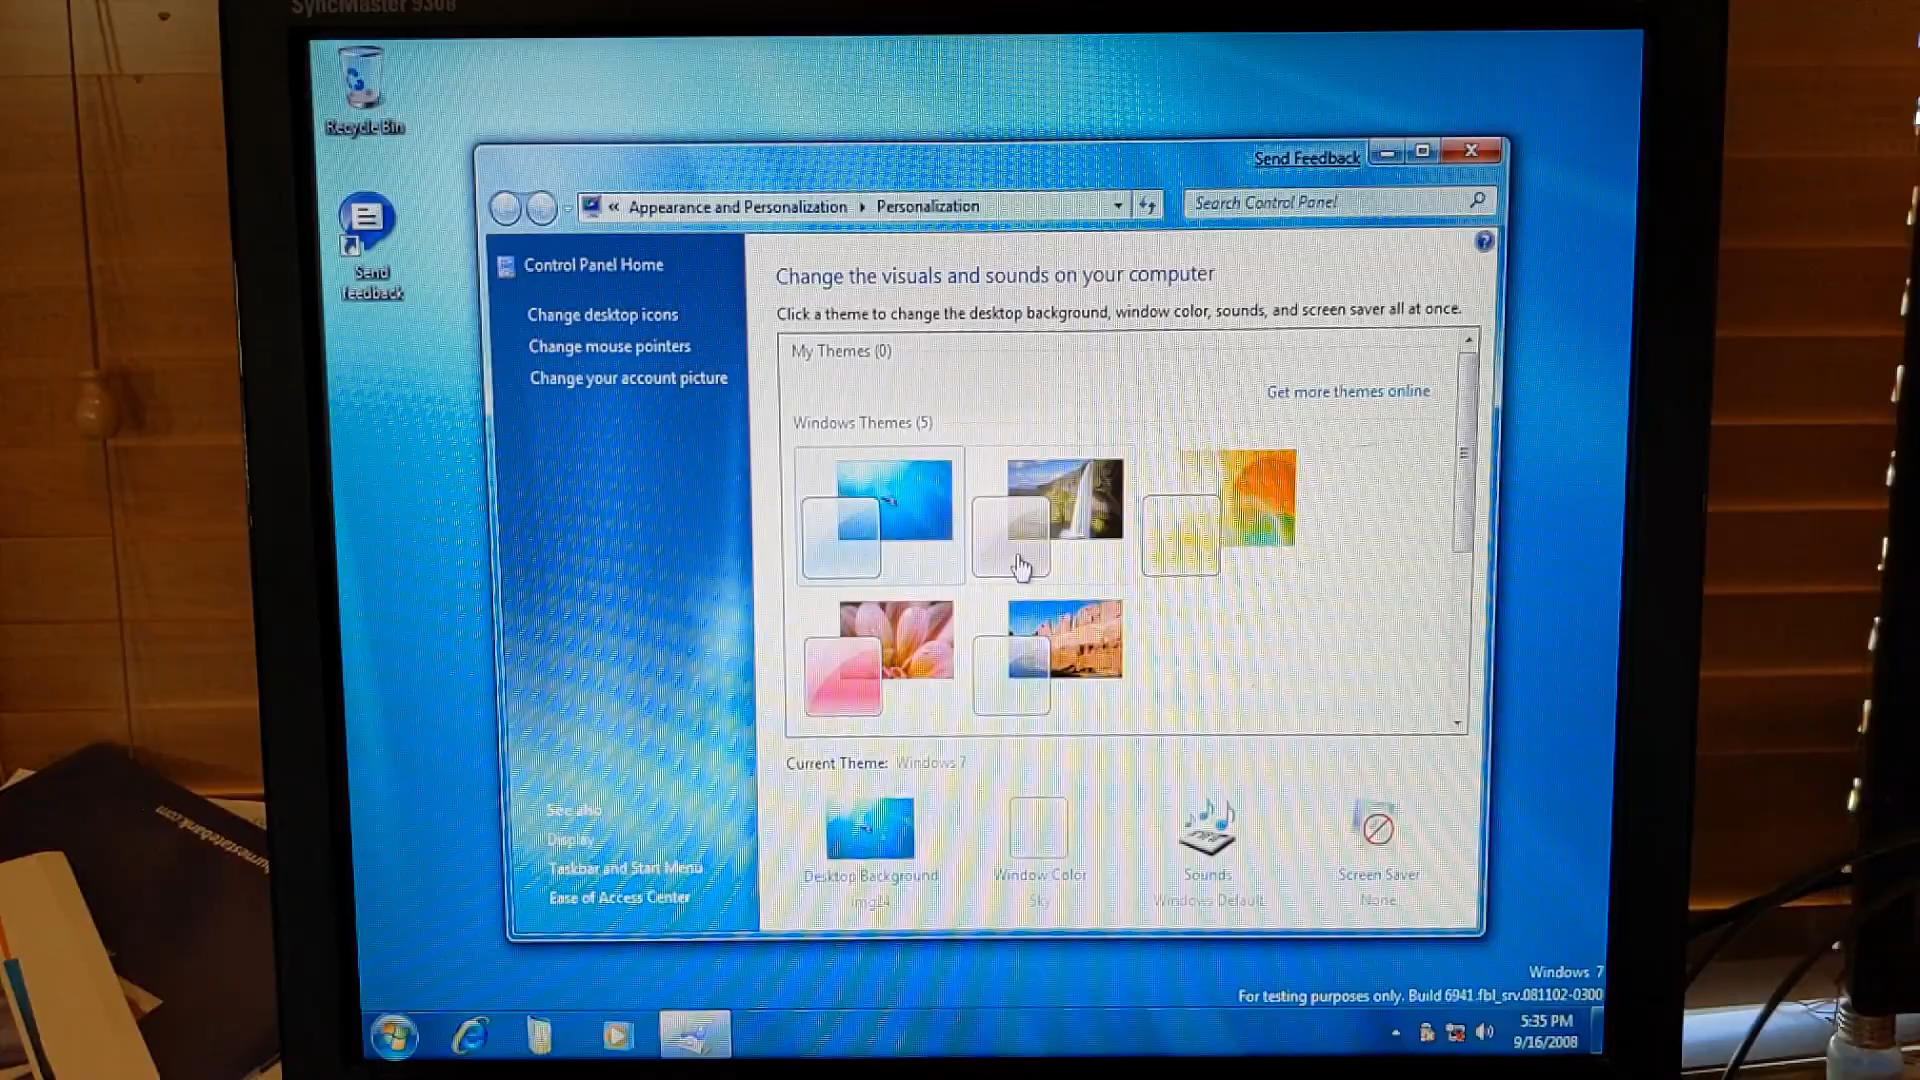 SyncMaster 930B
Recycle Bin
Send
feedback
Send Feedback
« Appearance and Personalization
Personalization
Search Control Panel
Control Panel Home
Change desktop icons
Change mouse pointers
Change your account picture
Change the visuals and sounds on your computer
Click a theme to change the desktop background, window color, sounds, and screen saver all at once.
My Themes (0)
Get more themes online
Windows Themes (5)
Current Theme: Windows 7
Desktop Background
img24
Window Color
Sky
Sounds
Windows Default
Screen Saver
None
See also
Display
Taskbar and Start Menu
Ease of Access Center
Windows 7
For testing purposes only. Build 6941.fbl_srv.081102-0300
5:35 PM
9/16/2008